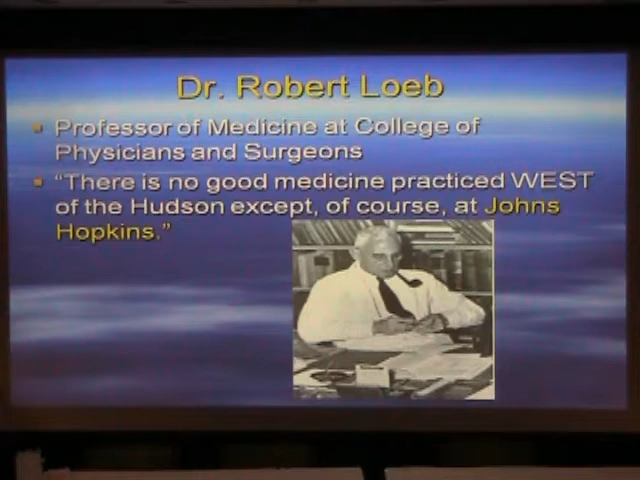 Dr. Robert Loeb
Professor of Medicine at College of
Physicians and Surgeons
"There is no good medicine practiced WEST
of the Hudson except, of course, at Johns
Hopkins."